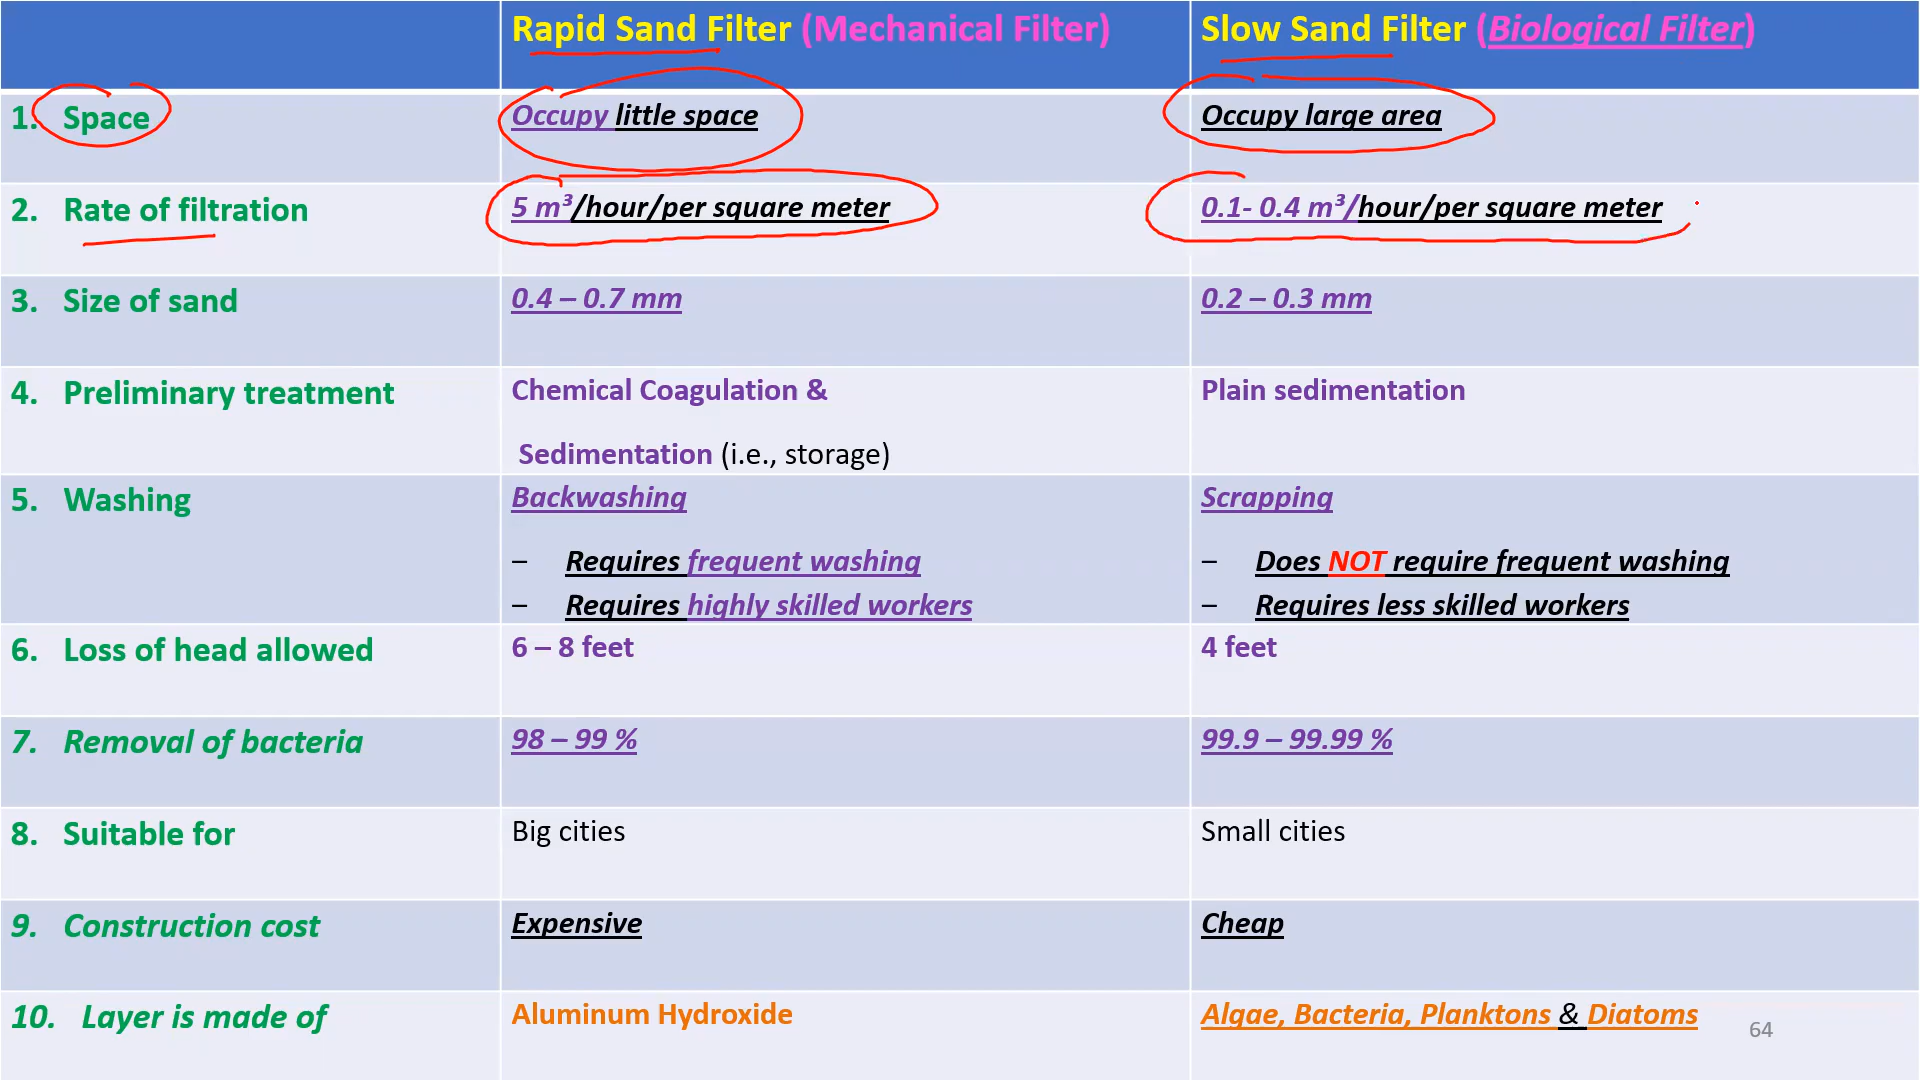 Rapid Sand Filter (Mechanical Filter)
Slow Sand Filter (Biological Filter)
1. Space
Occupy little space
Occupy large area
2. Rate of filtration
5 m³/hour/per square meter
0.1- 0.4 m³/hour/per square meter
3. Size of sand
0.4 – 0.7 mm
0.2 – 0.3 mm
4. Preliminary treatment
Chemical Coagulation &
Sedimentation (i.e., storage)
Plain sedimentation
5. Washing
Backwashing
– Requires frequent washing
– Requires highly skilled workers
Scrapping
– Does NOT require frequent washing
– Requires less skilled workers
6. Loss of head allowed
6 – 8 feet
4 feet
7. Removal of bacteria
98 – 99 %
99.9 – 99.99 %
8. Suitable for
Big cities
Small cities
9. Construction cost
Expensive
Cheap
10. Layer is made of
Aluminum Hydroxide
Algae, Bacteria, Planktons & Diatoms
64